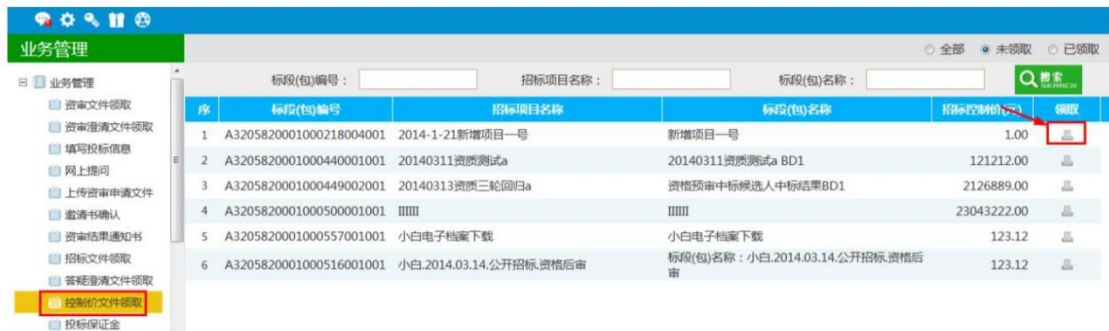 业务管理
全部 未领取 已领取
业务管理
资审文件领取
资审澄清文件领取
填写投标信息
网上提问
上传资审申请文件
邀请书确认
资审结果通知书
招标文件领取
答疑澄清文件领取
控制价文件领取
投标保证金
标段(包)编号： 招标项目名称： 标段(包)名称： 搜索 SEARCH
序 标段(包)编号 招标项目名称 标段(包)名称 招标控制价(元) 领取
1 A3205820001000218004001 2014-1-21新增项目一号 新增项目一号 1.00
2 A3205820001000440001001 20140311资质测试a 20140311资质测试a BD1 121212.00
3 A3205820001000449002001 20140313资质三轮回归a 资格预审中标候选人中标结果BD1 2126889.00
4 A3205820001000500001001 IIIIII IIIIII 23043222.00
5 A3205820001000557001001 小白电子档案下载 小白电子档案下载 123.12
6 A3205820001000516001001 小白.2014.03.14.公开招标.资格后审 标段(包)名称：小白.2014.03.14.公开招标.资格后 123.12
审